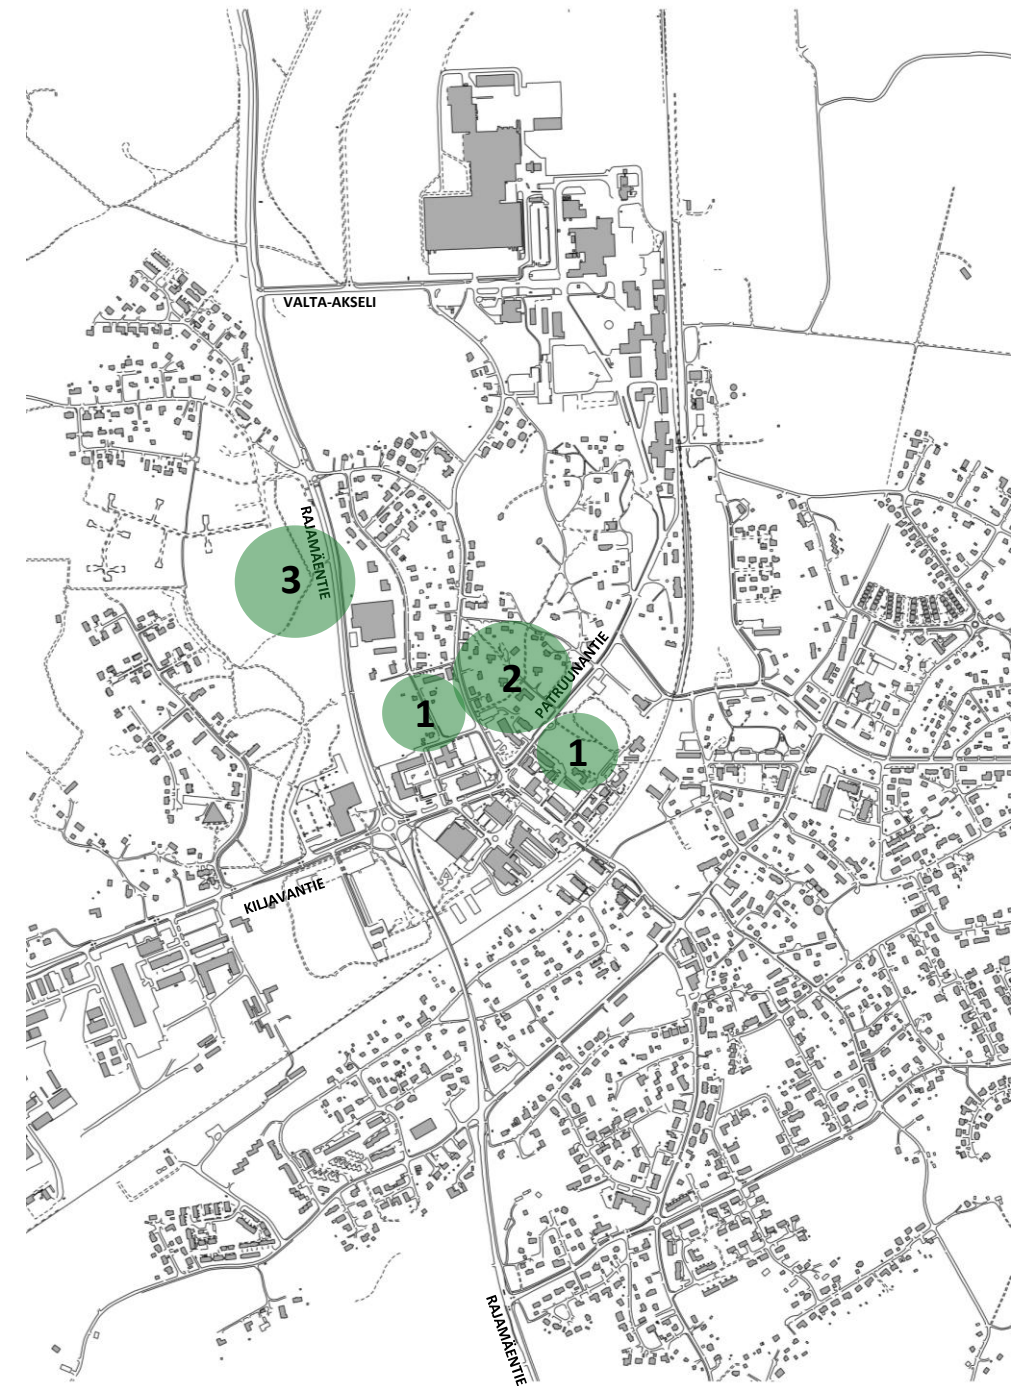 VALTA-AKSELI
RAJAMÄENTIE
3
2
PATRUUNANTIE
1
1
KILJAVANTIE
RAJAMÄENTIE